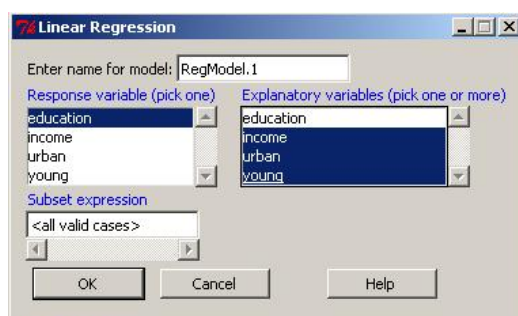 Linear Regression
Enter name for model: RegModel.1
Response variable (pick one)
education
income
urban
young
Explanatory variables (pick one or more)
education
income
urban
young
Subset expression
<all valid cases>
OK
Cancel
Help